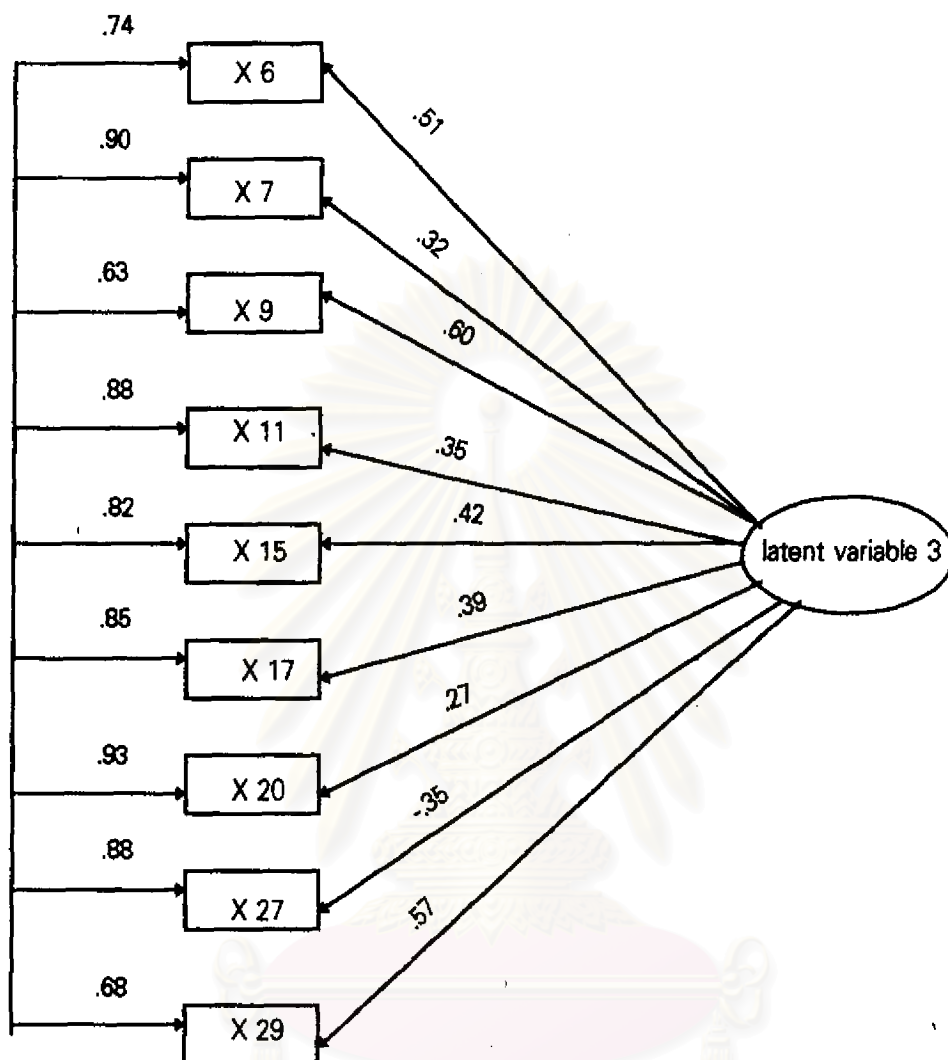 .74
X 6
.51
.90
X 7
.32
.63
X 9
.60
.88
X 11
.35
.82
X 15
.42
latent variable 3
.85
X 17
.39
.93
X 20
.27
.88
X 27
-.35
.68
X 29
.57